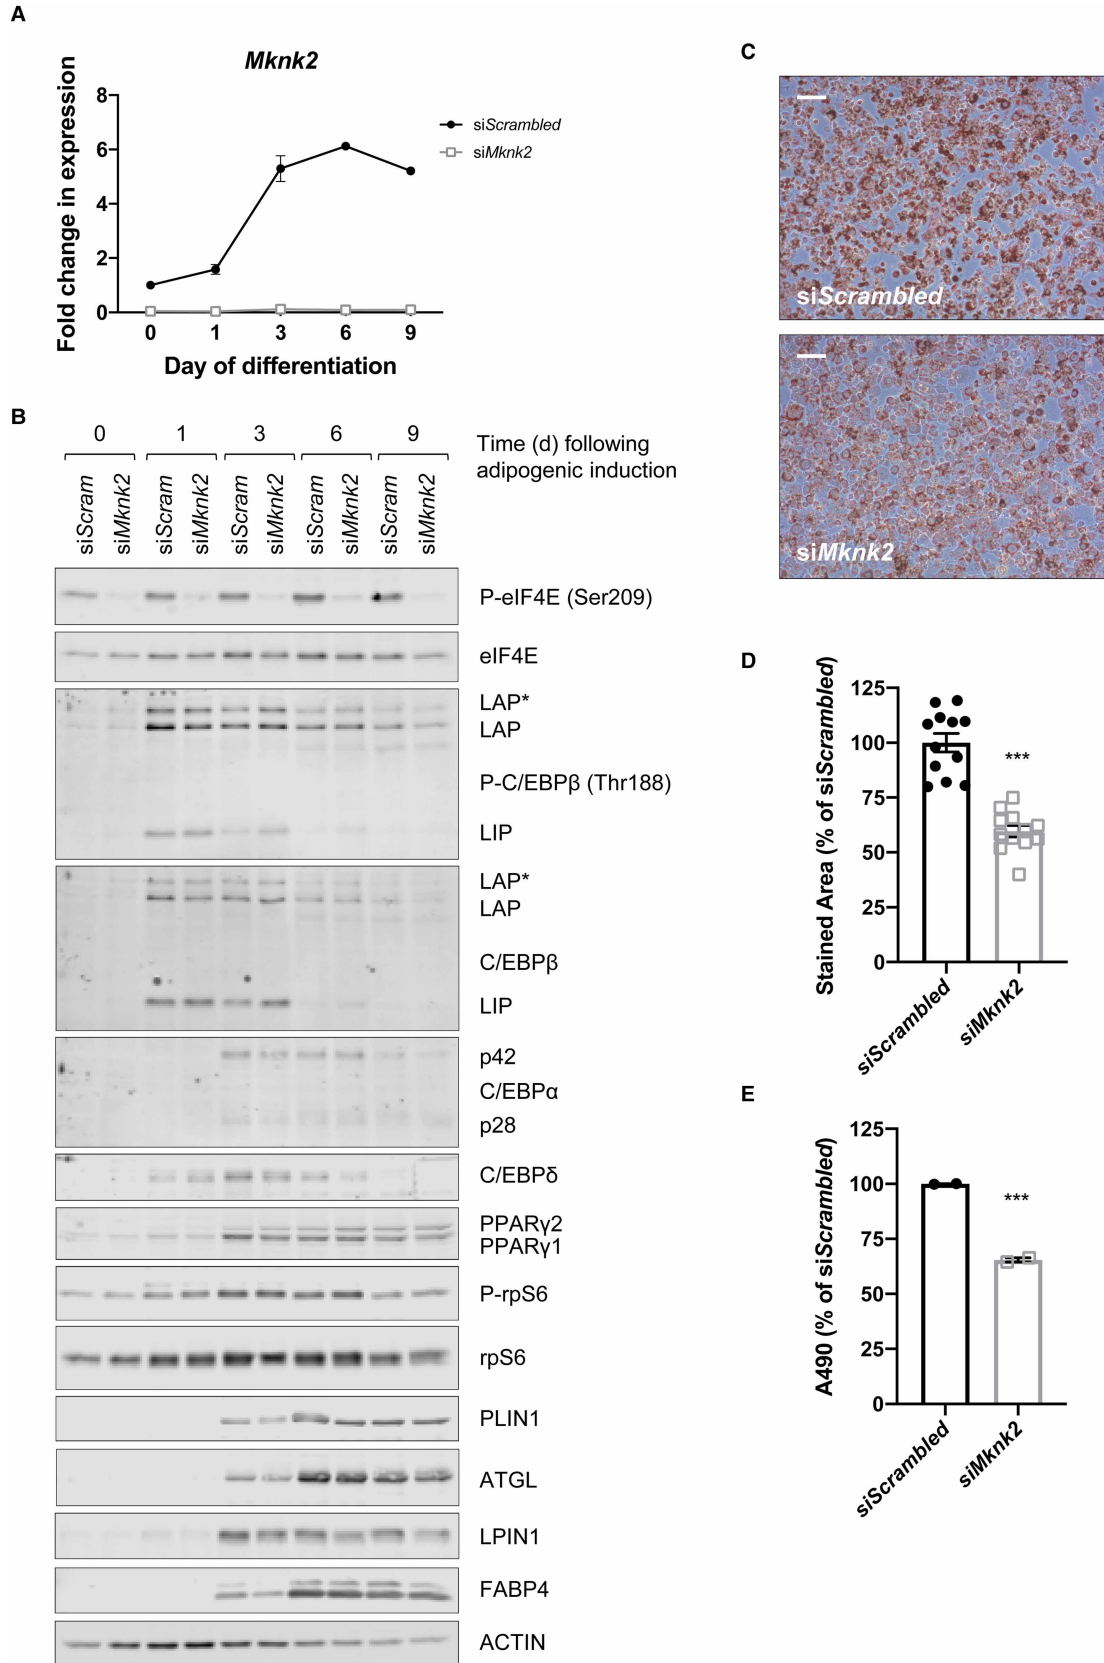 A
Mknk2
Fold change in expression
8
6
4
2
0
0 1 3 6 9
Day of differentiation
siScrambled
siMknk2
B
0 1 3 6 9
Time (d) following
adipogenic induction
siScram siMknk2 siScram siMknk2 siScram siMknk2 siScram siMknk2 siScram siMknk2
P-eIF4E (Ser209)
eIF4E
LAP*
LAP
P-C/EBPβ (Thr188)
LIP
LAP*
LAP
C/EBPβ
LIP
p42
C/EBPα
p28
C/EBPδ
PPARγ2
PPARγ1
P-rpS6
rpS6
PLIN1
ATGL
LPIN1
FABP4
ACTIN
C
siScrambled
siMknk2
D
Stained Area (% of siScrambled)
125
100
75
50
25
0
***
siScrambled
siMknk2
E
A490 (% of siScrambled)
125
100
75
50
25
0
***
siScrambled
siMknk2